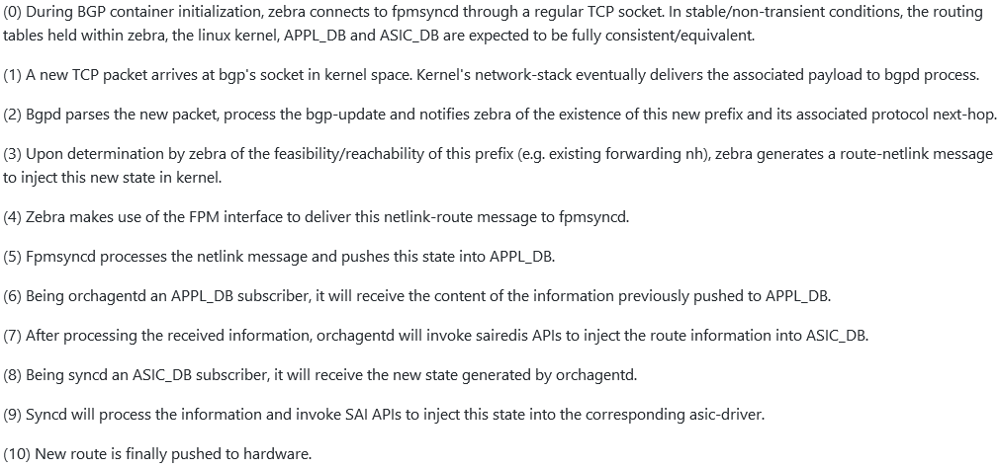 (0) During BGP container initialization, zebra connects to fpmsyncd through a regular TCP socket. In stable/non-transient conditions, the routing
tables held within zebra, the linux kernel, APPL_DB and ASIC_DB are expected to be fully consistent/equivalent.
(1) A new TCP packet arrives at bgp's socket in kernel space. Kernel's network-stack eventually delivers the associated payload to bgpd process.
(2) Bgpd parses the new packet, process the bgp-update and notifies zebra of the existence of this new prefix and its associated protocol next-hop.
(3) Upon determination by zebra of the feasibility/reachability of this prefix (e.g. existing forwarding nh), zebra generates a route-netlink message
to inject this new state in kernel.
(4) Zebra makes use of the FPM interface to deliver this netlink-route message to fpmsyncd.
(5) Fpmsyncd processes the netlink message and pushes this state into APPL_DB.
(6) Being orchagentd an APPL_DB subscriber, it will receive the content of the information previously pushed to APPL_DB.
(7) After processing the received information, orchagentd will invoke sairedis APIs to inject the route information into ASIC_DB.
(8) Being syncd an ASIC_DB subscriber, it will receive the new state generated by orchagentd.
(9) Syncd will process the information and invoke SAI APIs to inject this state into the corresponding asic-driver.
(10) New route is finally pushed to hardware.